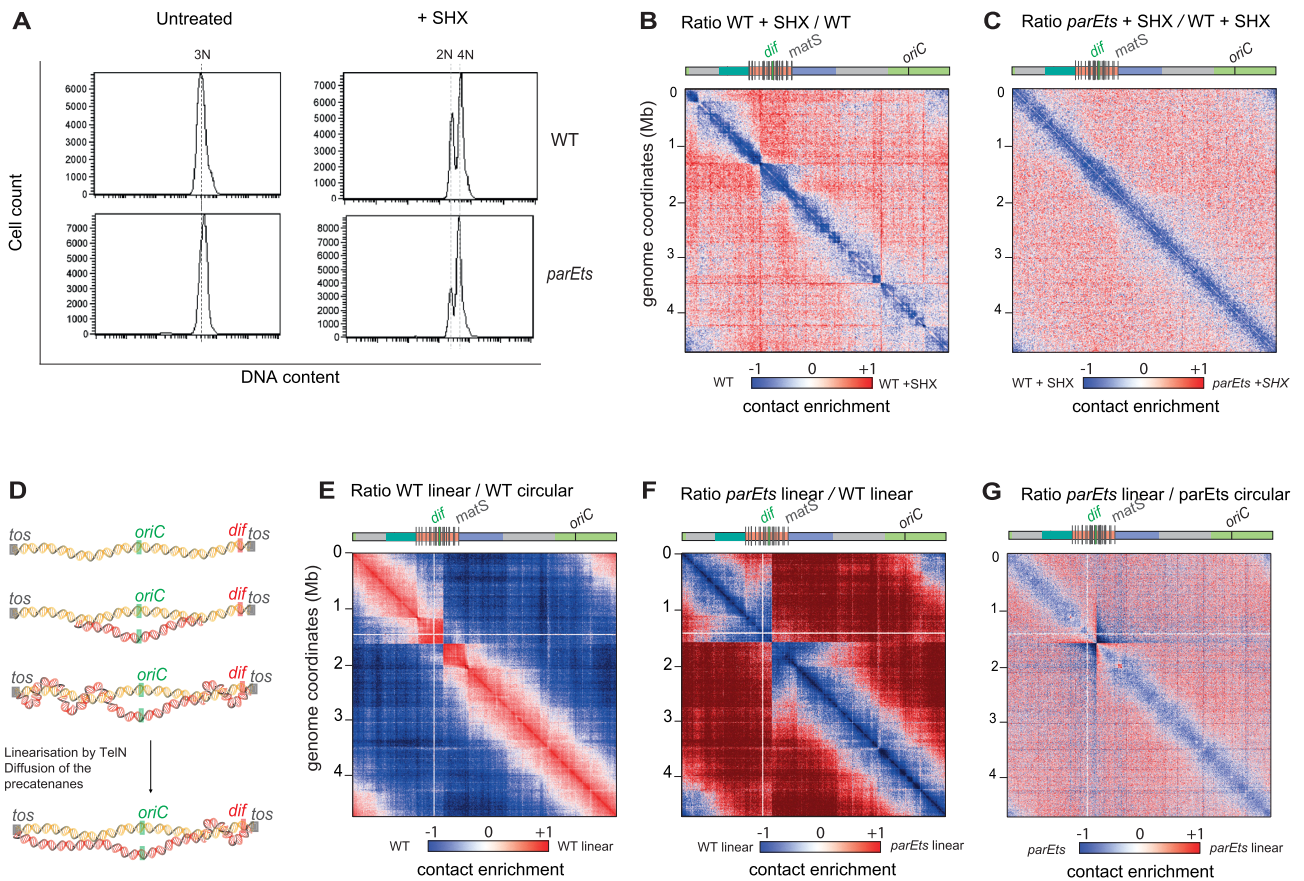 A
Untreated
+ SHX
3N
2N 4N
6000
5000
4000
3000
2000
1000
0
7000
6000
5000
4000
3000
2000
1000
0
WT
7000
6000
5000
4000
3000
2000
1000
0
8000
7000
6000
5000
4000
3000
2000
1000
0
parEts
Cell count
DNA content
B
Ratio WT + SHX / WT
dif
matS
oriC
genome coordinates (Mb)
0
1
2
3
4
WT
-1
0
+1
WT +SHX
contact enrichment
C
Ratio parEts + SHX / WT + SHX
dif
matS
oriC
0
1
2
3
4
WT + SHX
-1
0
+1
parEts +SHX
contact enrichment
D
tos
oriC
dif
tos
tos
oriC
dif
tos
tos
oriC
dif
tos
Linearisation by TelN
Diffusion of the
precatenanes
tos
oriC
dif
tos
E
Ratio WT linear / WT circular
dif
matS
oriC
genome coordinates (Mb)
0
1
2
3
4
WT
-1
0
+1
WT linear
contact enrichment
F
Ratio parEts linear / WT linear
dif
matS
oriC
0
1
2
3
4
WT linear
-1
0
+1
parEts linear
contact enrichment
G
Ratio parEts linear / parEts circular
dif
matS
oriC
0
1
2
3
4
parEts
-1
0
+1
parEts linear
contact enrichment